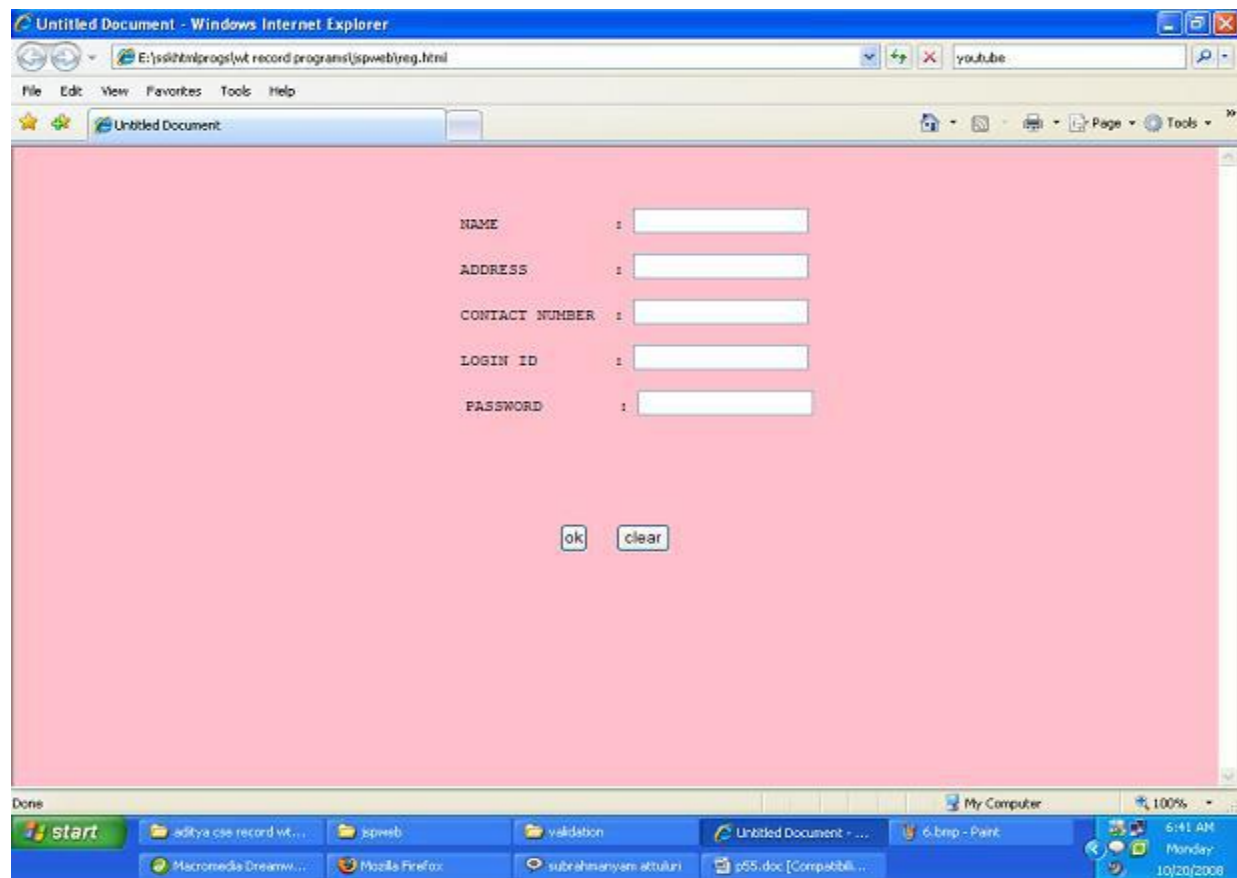 Untitled Document - Windows Internet Explorer
E:\sski\htmlprogs\wt record programs\jspweb\reg.html
youtube
File Edit View Favorites Tools Help
Untitled Document
Page Tools
NAME :
ADDRESS :
CONTACT NUMBER :
LOGIN ID :
PASSWORD :
ok clear
Done
My Computer
100%
start
aditya cse record wt...
jspweb
validation
Untitled Document - ...
6.bmp - Paint
6:41 AM
Macromedia Dreamw...
Mozilla Firefox
subrahmanyam attuluri
p55.doc [Compatibili...
Monday
10/20/2008